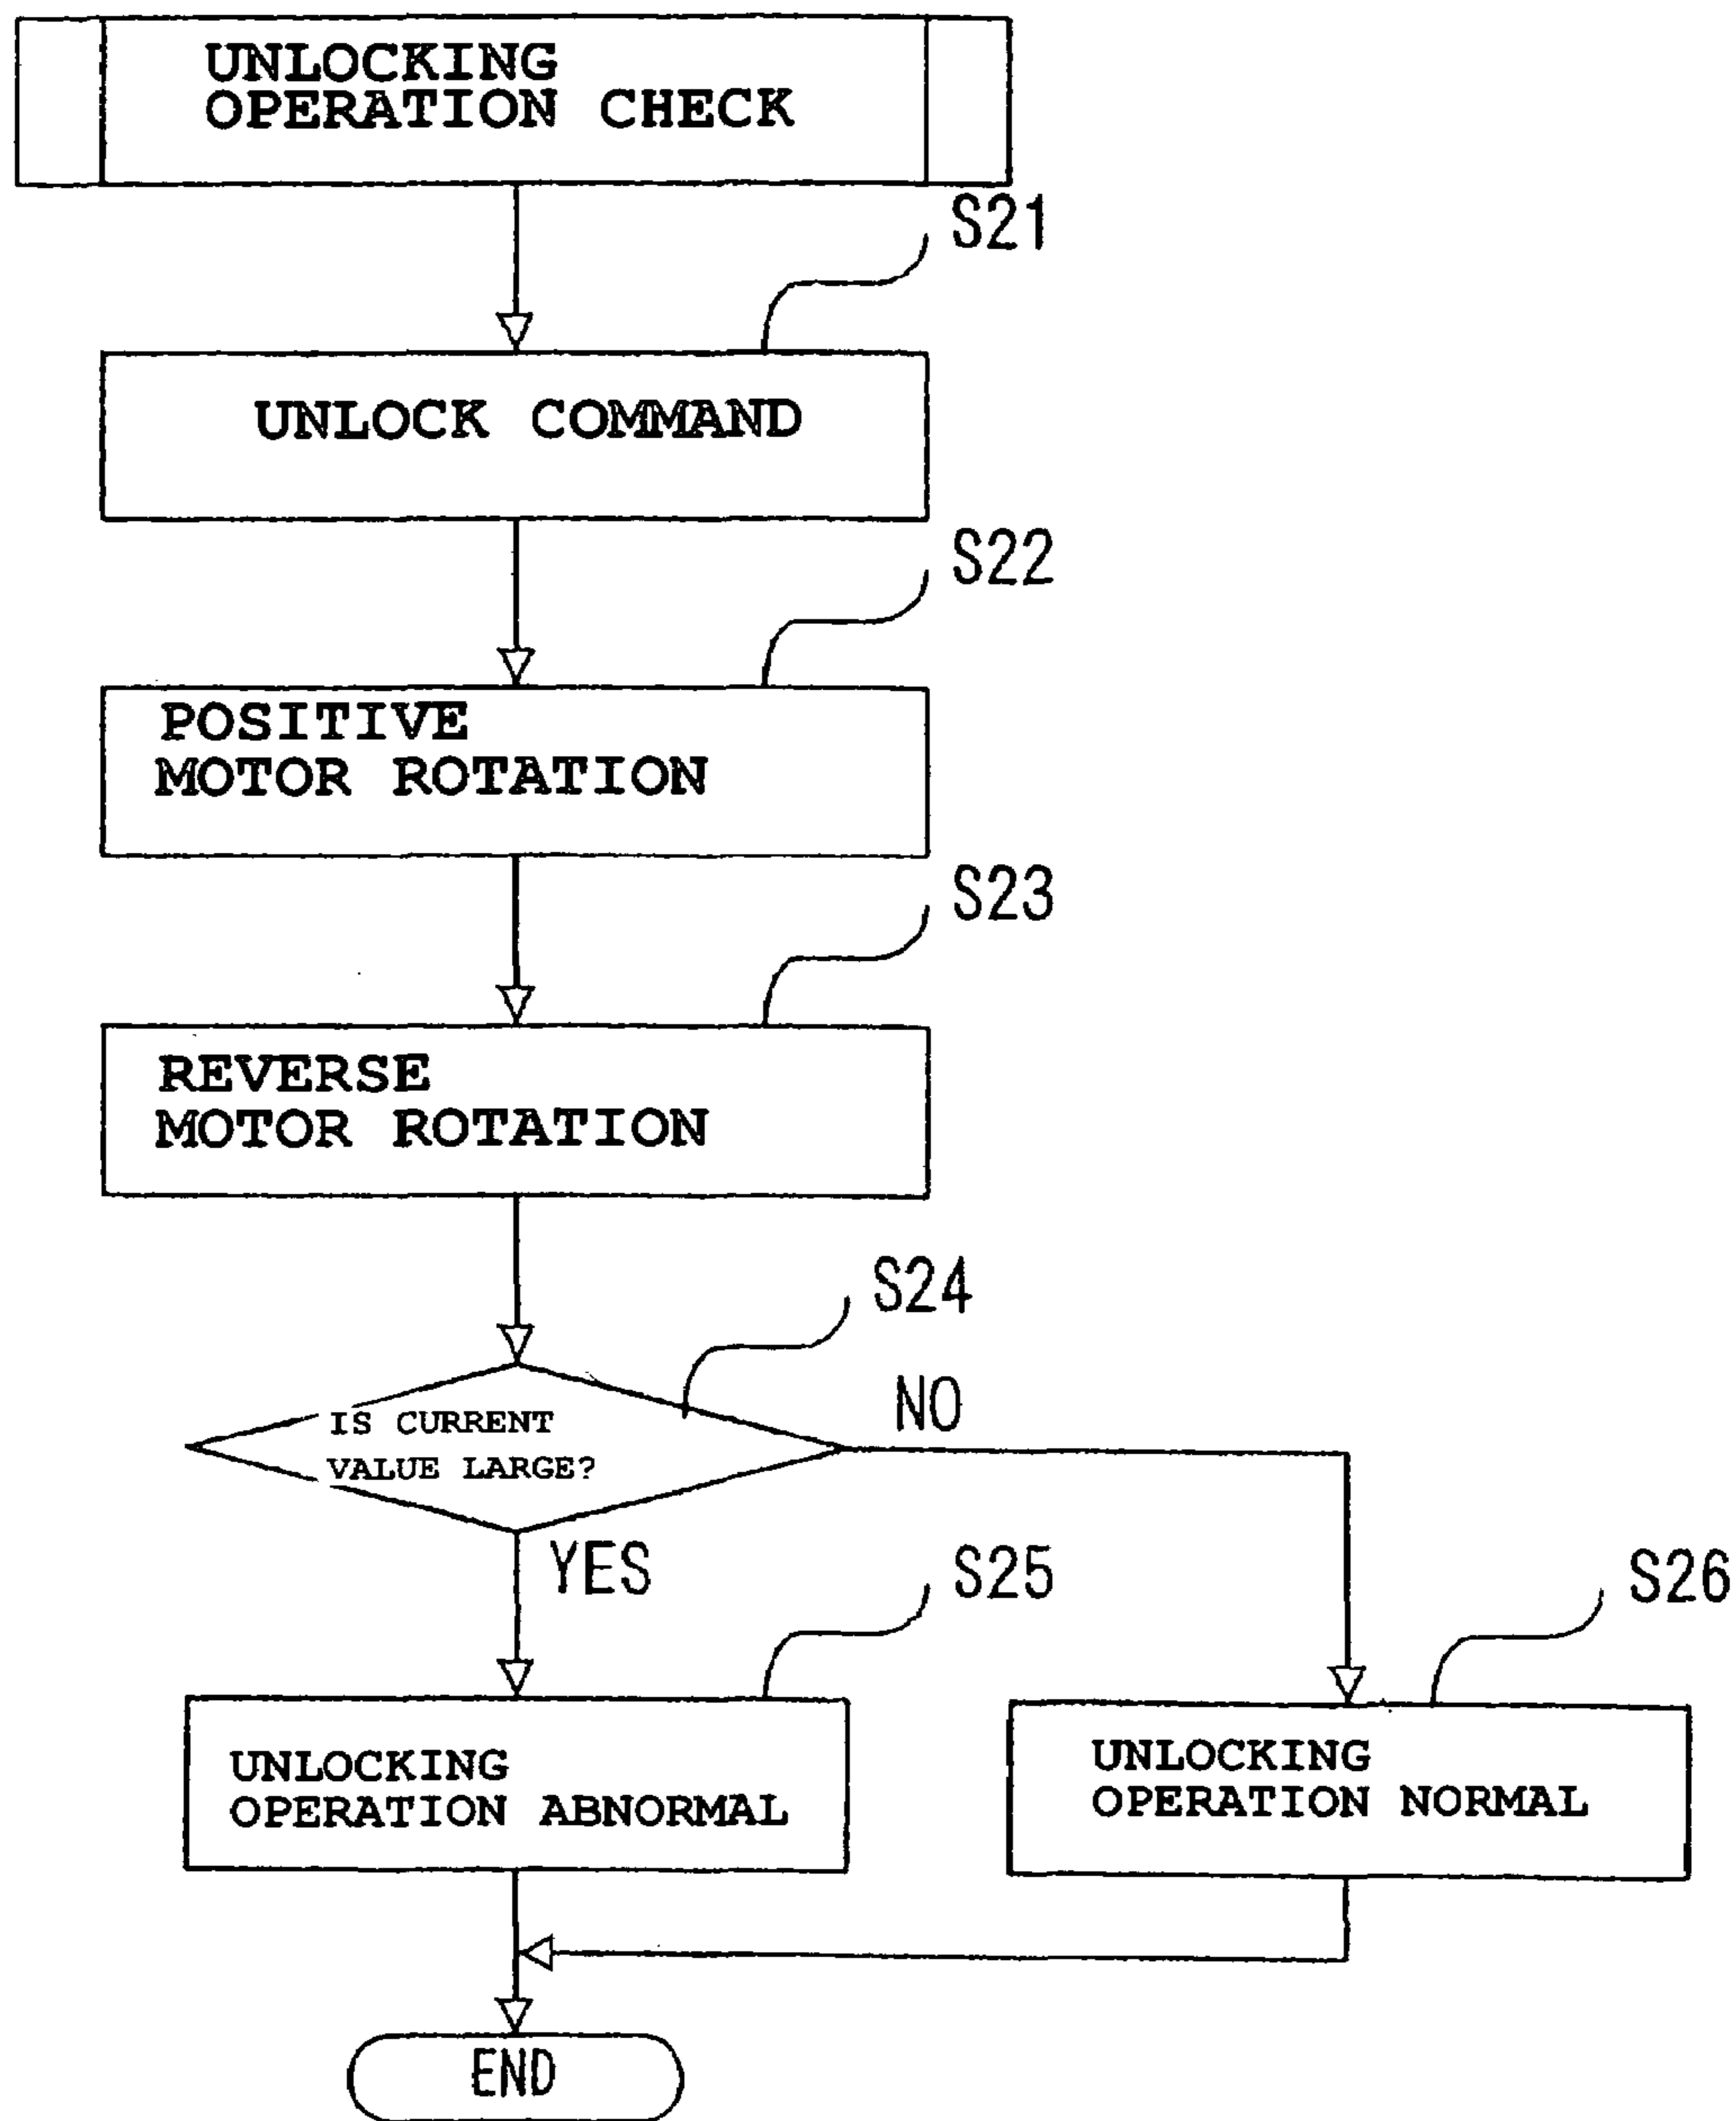 UNLOCKING
OPERATION CHECK
S21
UNLOCK COMMAND
S22
POSITIVE
MOTOR ROTATION
S23
REVERSE
MOTOR ROTATION
S24
IS CURRENT
VALUE LARGE?
NO
YES
S25
S26
UNLOCKING
OPERATION ABNORMAL
UNLOCKING
OPERATION NORMAL
END